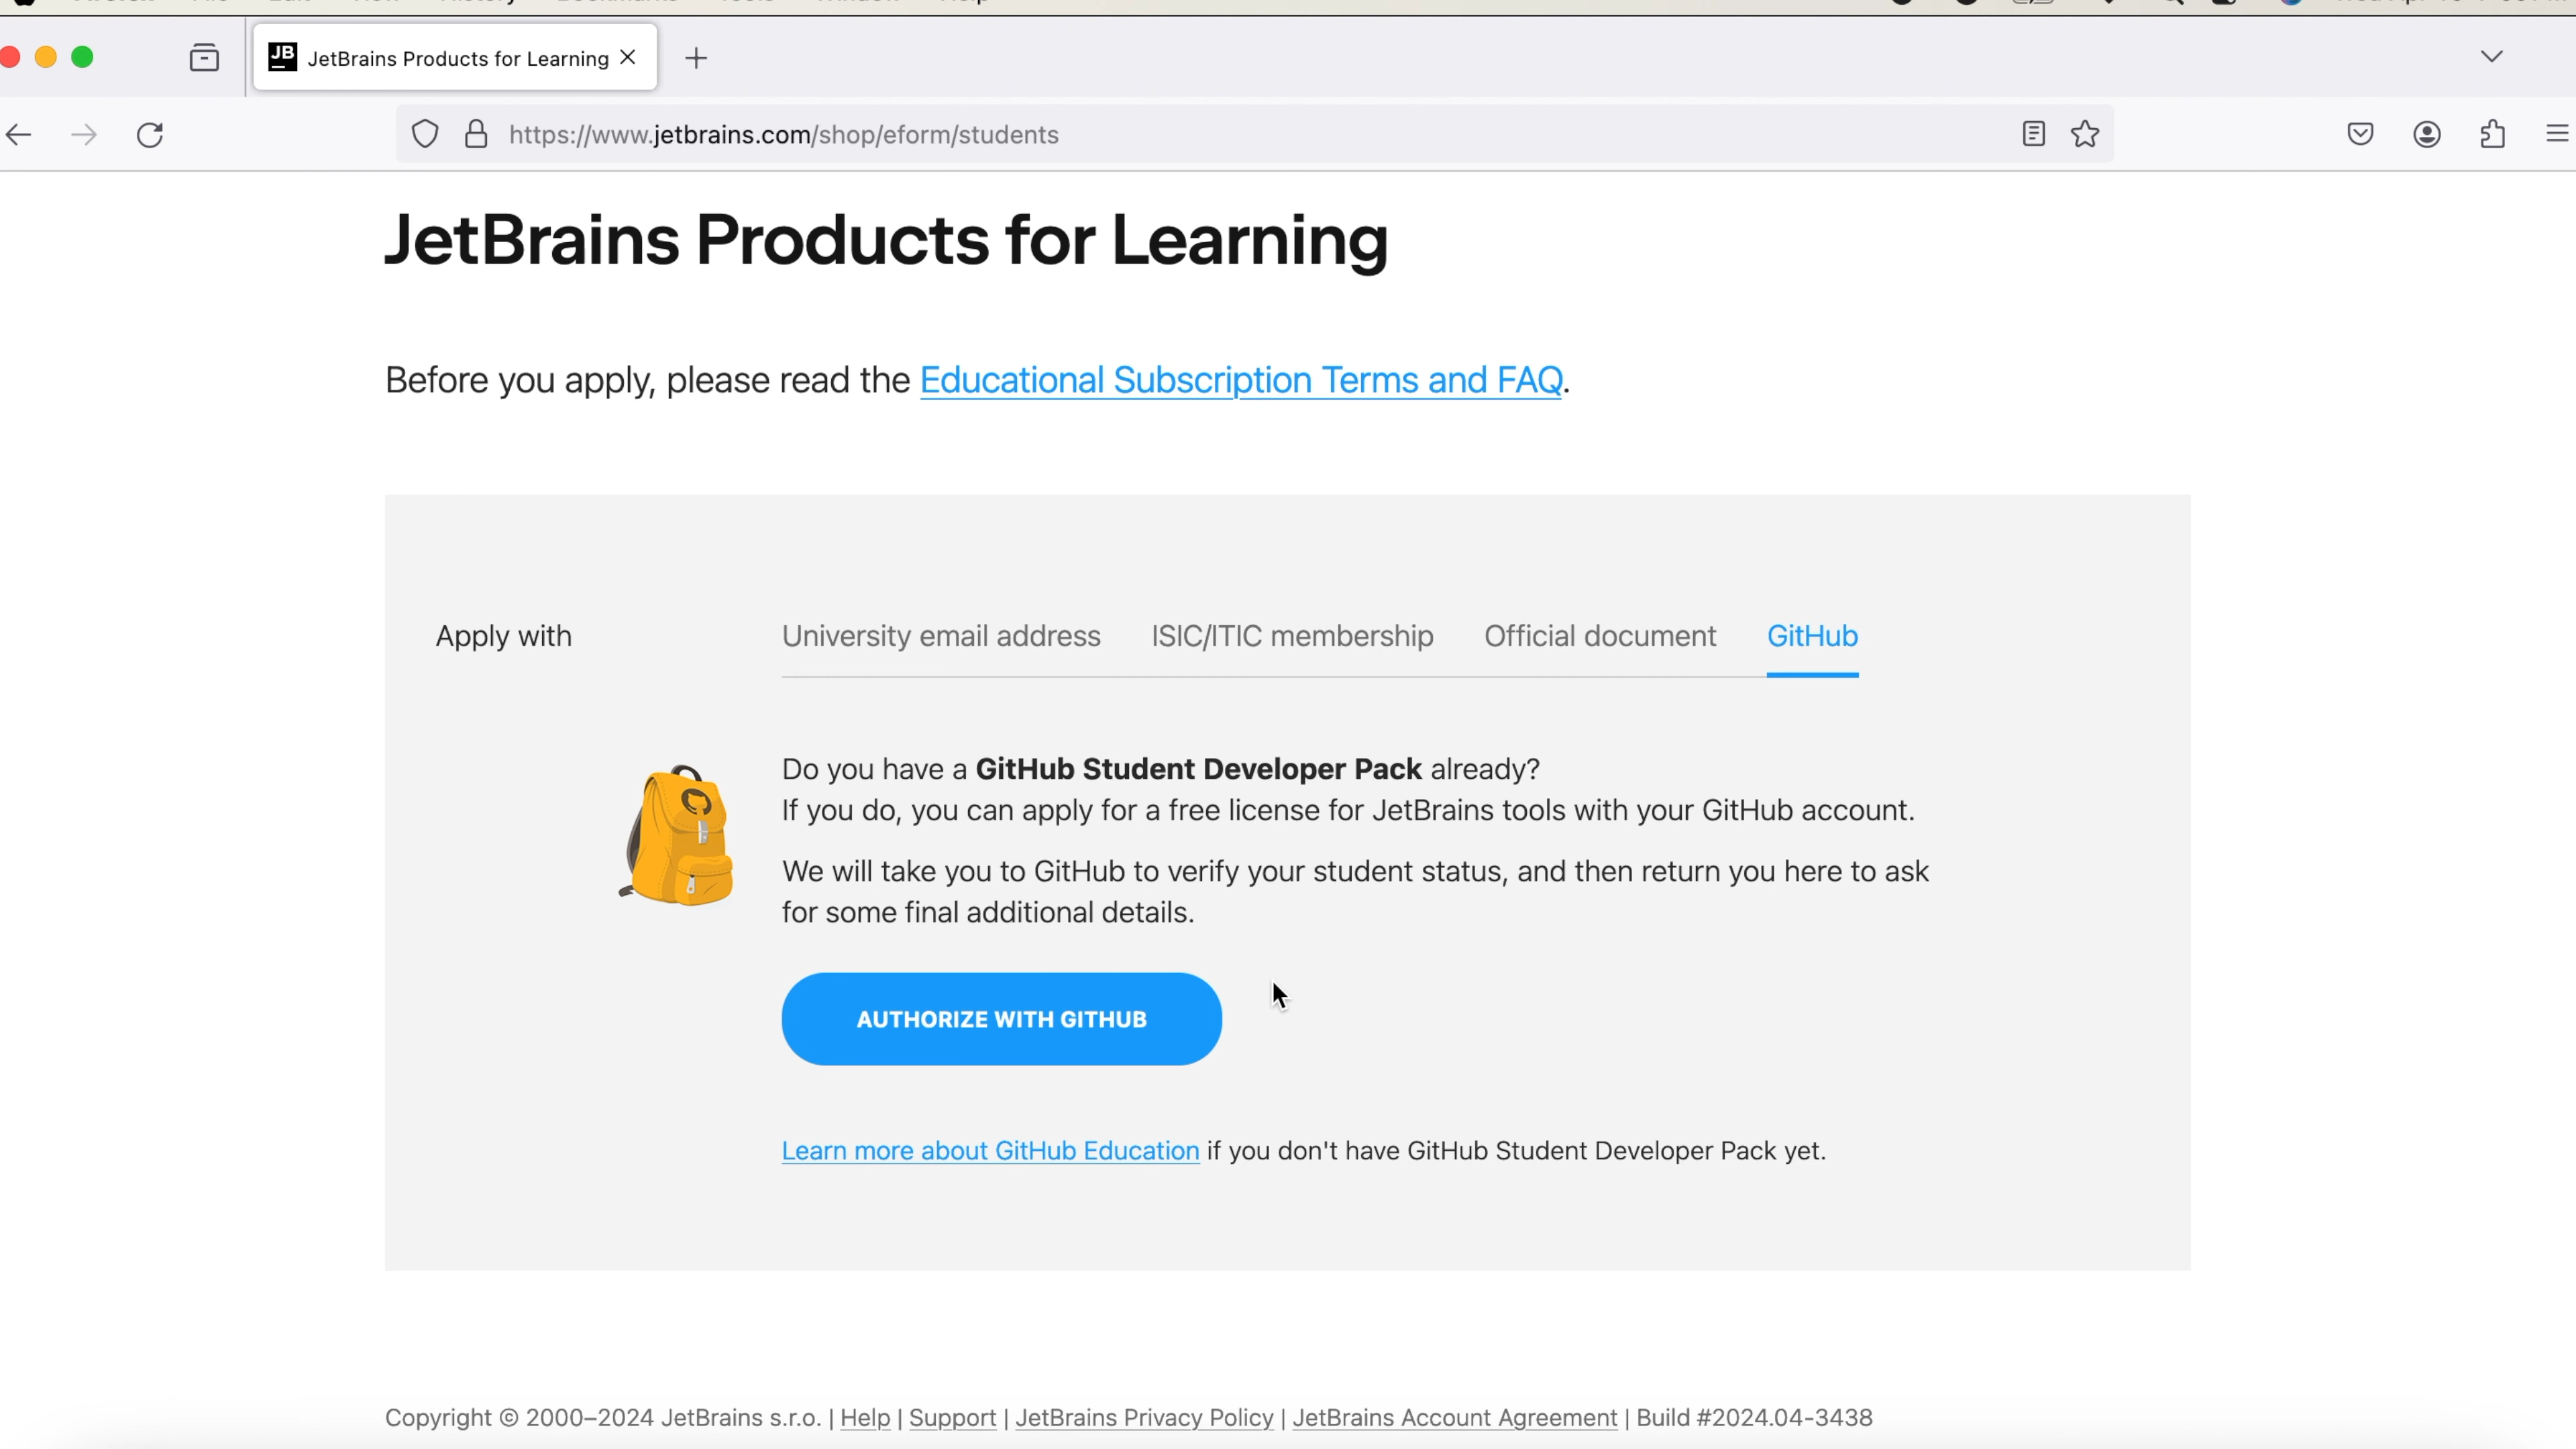 JB JetBrains Products for Learning
https://www.jetbrains.com/shop/eform/students
JetBrains Products for Learning
Before you apply, please read the Educational Subscription Terms and FAQ.
Apply with University email address ISIC/ITIC membership Official document GitHub
Do you have a GitHub Student Developer Pack already?
If you do, you can apply for a free license for JetBrains tools with your GitHub account.
We will take you to GitHub to verify your student status, and then return you here to ask
for some final additional details.
AUTHORIZE WITH GITHUB
Learn more about GitHub Education if you don't have GitHub Student Developer Pack yet.
Copyright © 2000–2024 JetBrains s.r.o. | Help | Support | JetBrains Privacy Policy | JetBrains Account Agreement | Build #2024.04-3438